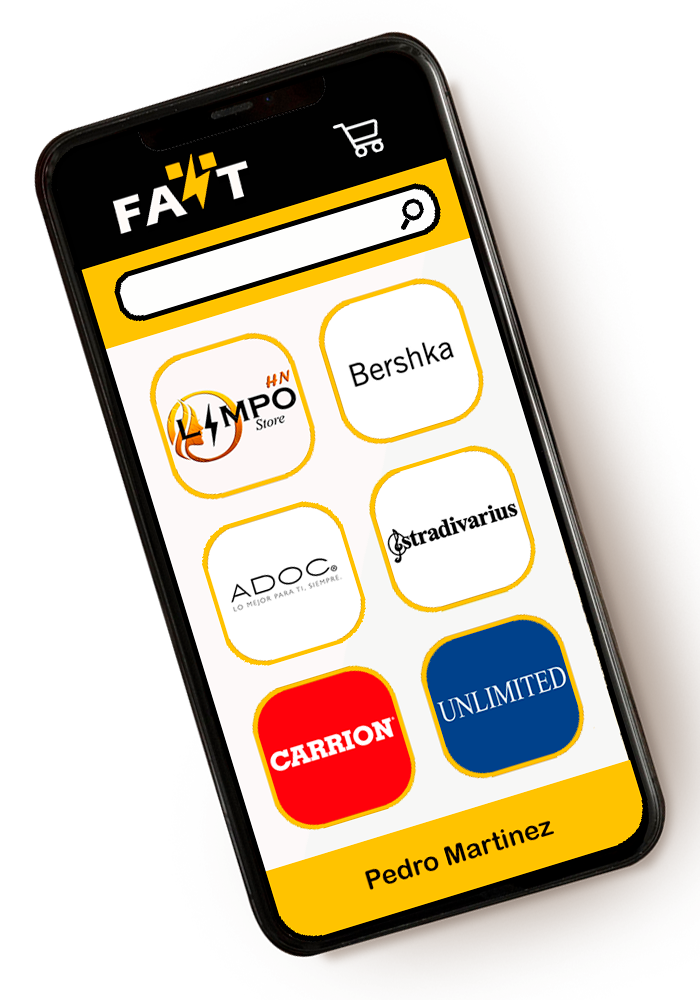 FAST
HN
LIMPO
Store
Bershka
ADOC®
LO MEJOR PARA TI, SIEMPRE.
stradivarius
CARRION
UNLIMITED
Pedro Martinez